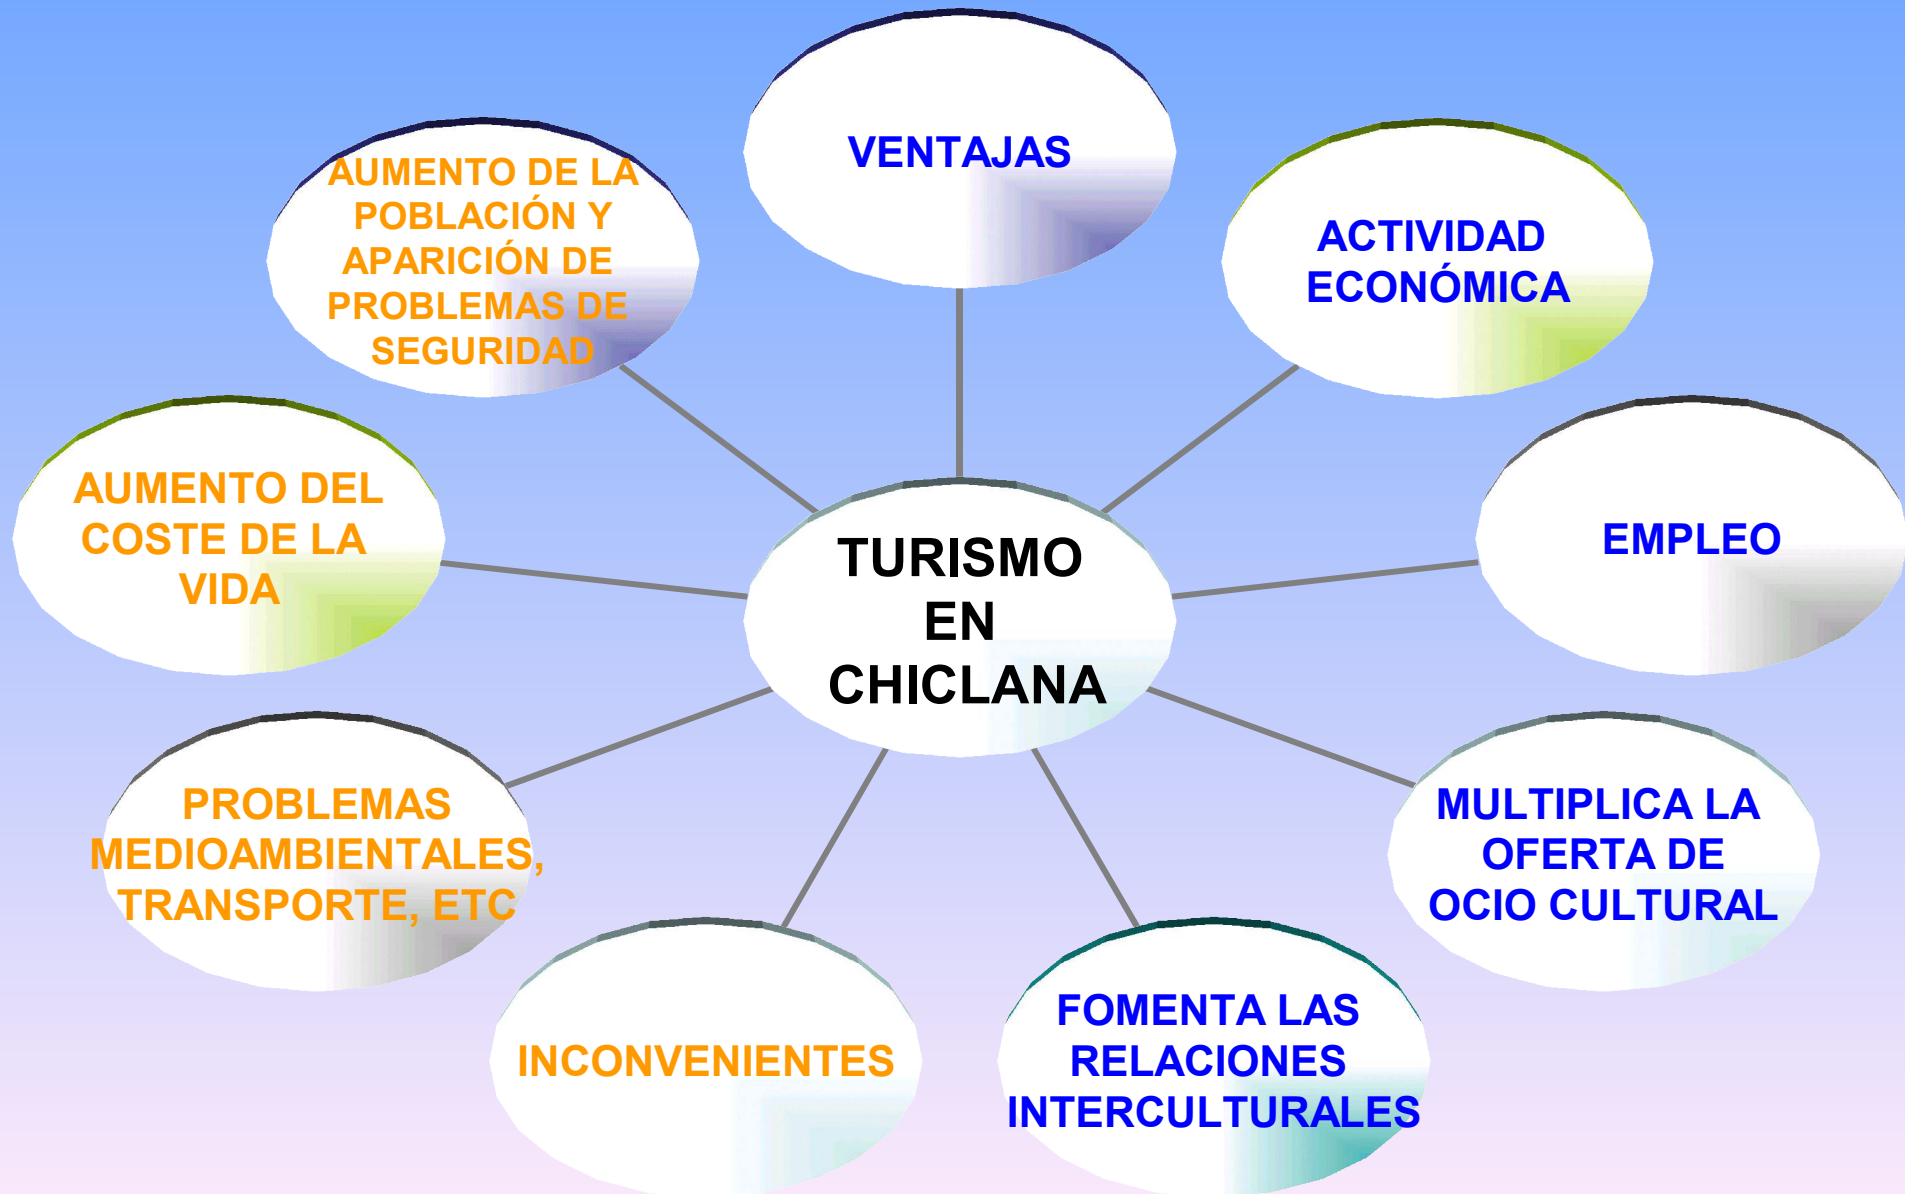 VENTAJAS
ACTIVIDAD
ECONÓMICA
EMPLEO
MULTIPLICA LA
OFERTA DE
OCIO CULTURAL
FOMENTA LAS
RELACIONES
INTERCULTURALES
INCONVENIENTES
PROBLEMAS
MEDIOAMBIENTALES,
TRANSPORTE, ETC
AUMENTO DEL
COSTE DE LA
VIDA
AUMENTO DE LA
POBLACIÓN Y
APARICIÓN DE
PROBLEMAS DE
SEGURIDAD
TURISMO
EN
CHICLANA